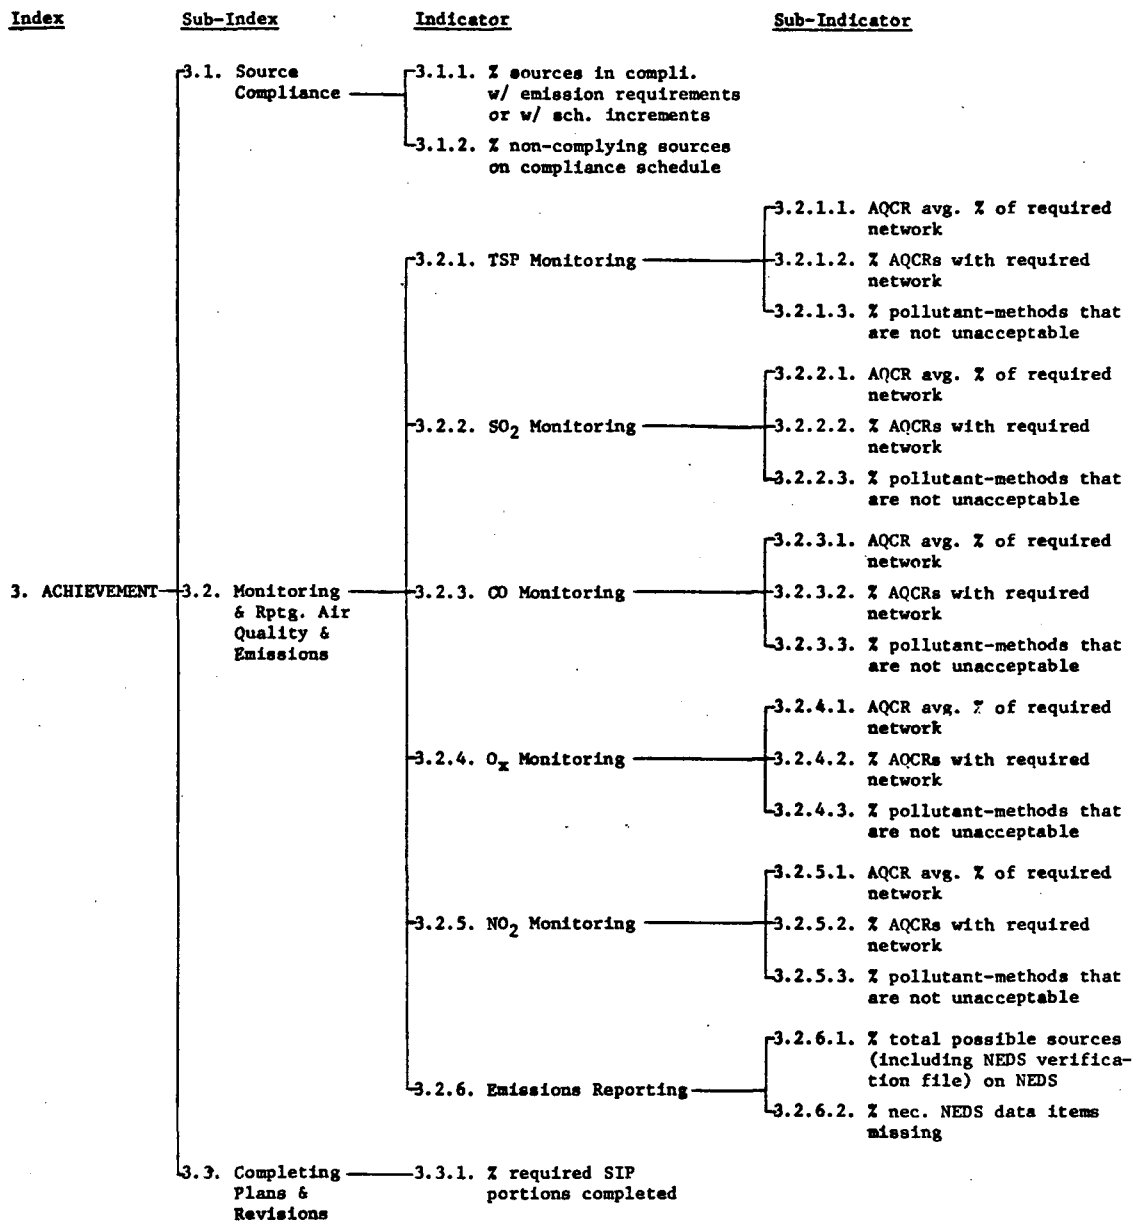 Index Sub-Index Indicator Sub-Indicator
3.1. Source
Compliance
3.1.1. % sources in compli.
w/ emission requirements
or w/ sch. increments
3.1.2. % non-complying sources
on compliance schedule
3. ACHIEVEMENT
3.2. Monitoring
& Rptg. Air
Quality &
Emissions
3.2.1. TSP Monitoring
3.2.1.1. AQCR avg. % of required
network
3.2.1.2. % AQCRs with required
network
3.2.1.3. % pollutant-methods that
are not unacceptable
3.2.2. SO2 Monitoring
3.2.2.1. AQCR avg. % of required
network
3.2.2.2. % AQCRs with required
network
3.2.2.3. % pollutant-methods that
are not unacceptable
3.2.3. CO Monitoring
3.2.3.1. AQCR avg. % of required
network
3.2.3.2. % AQCRs with required
network
3.2.3.3. % pollutant-methods that
are not unacceptable
3.2.4. Ox Monitoring
3.2.4.1. AQCR avg. % of required
network
3.2.4.2. % AQCRs with required
network
3.2.4.3. % pollutant-methods that
are not unacceptable
3.2.5. NO2 Monitoring
3.2.5.1. AQCR avg. % of required
network
3.2.5.2. % AQCRs with required
network
3.2.5.3. % pollutant-methods that
are not unacceptable
3.2.6. Emissions Reporting
3.2.6.1. % total possible sources
(including NEDS verifica-
tion file) on NEDS
3.2.6.2. % nec. NEDS data items
missing
3.3. Completing
Plans &
Revisions
3.3.1. % required SIP
portions completed